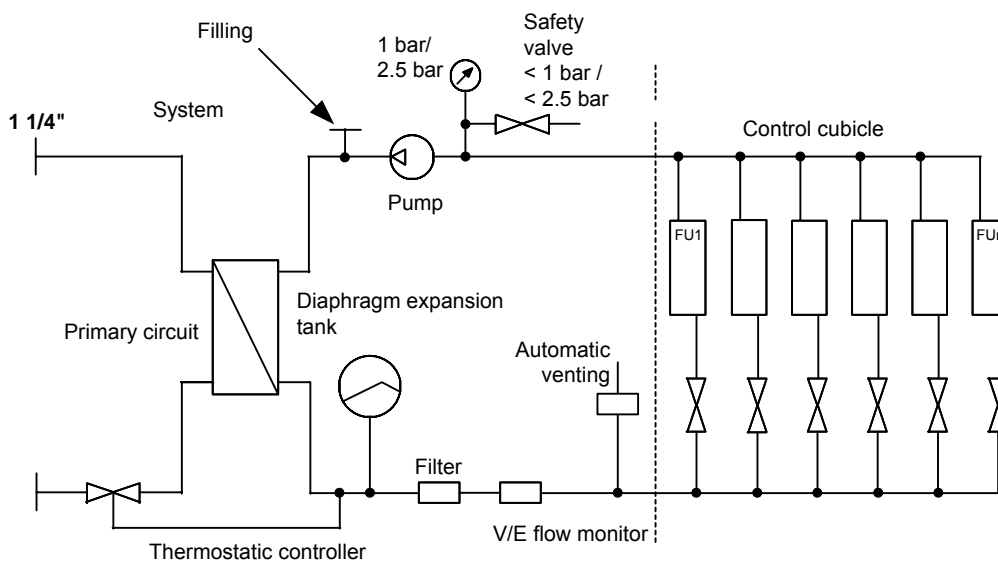 Filling
1 bar/
2.5 bar
Safety
valve
< 1 bar /
< 2.5 bar
System
1 1/4"
Control cubicle
Pump
FU1
FUn
Diaphragm expansion
tank
Primary circuit
Automatic
venting
Filter
V/E flow monitor
Thermostatic controller